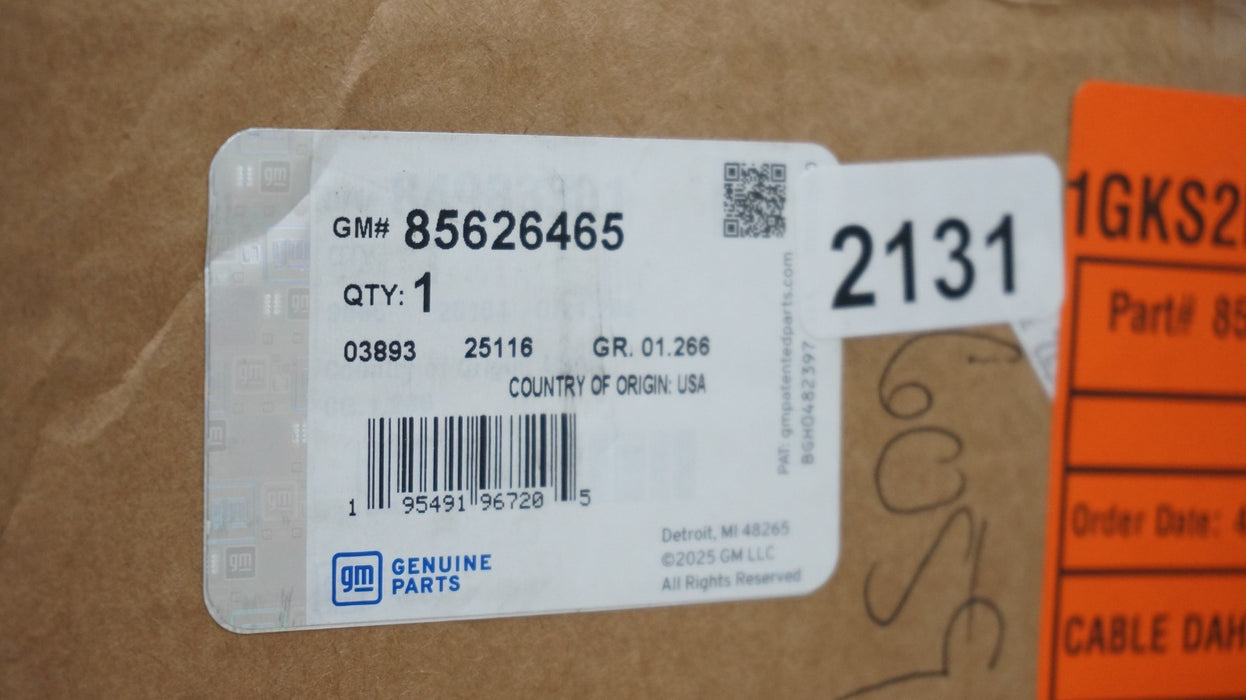 GM# 85626465
QTY: 1
03893 25116 GR. 01.266
COUNTRY OF ORIGIN: USA
1 95491 96720 5
gm GENUINE
PARTS
Detroit, MI 48265
©2025 GM LLC
All Rights Reserved
PAT: gmpatentedparts.com
BGH0482397
2131
1GKS2
Part# 85
Order Date: 4
CABLE DAH